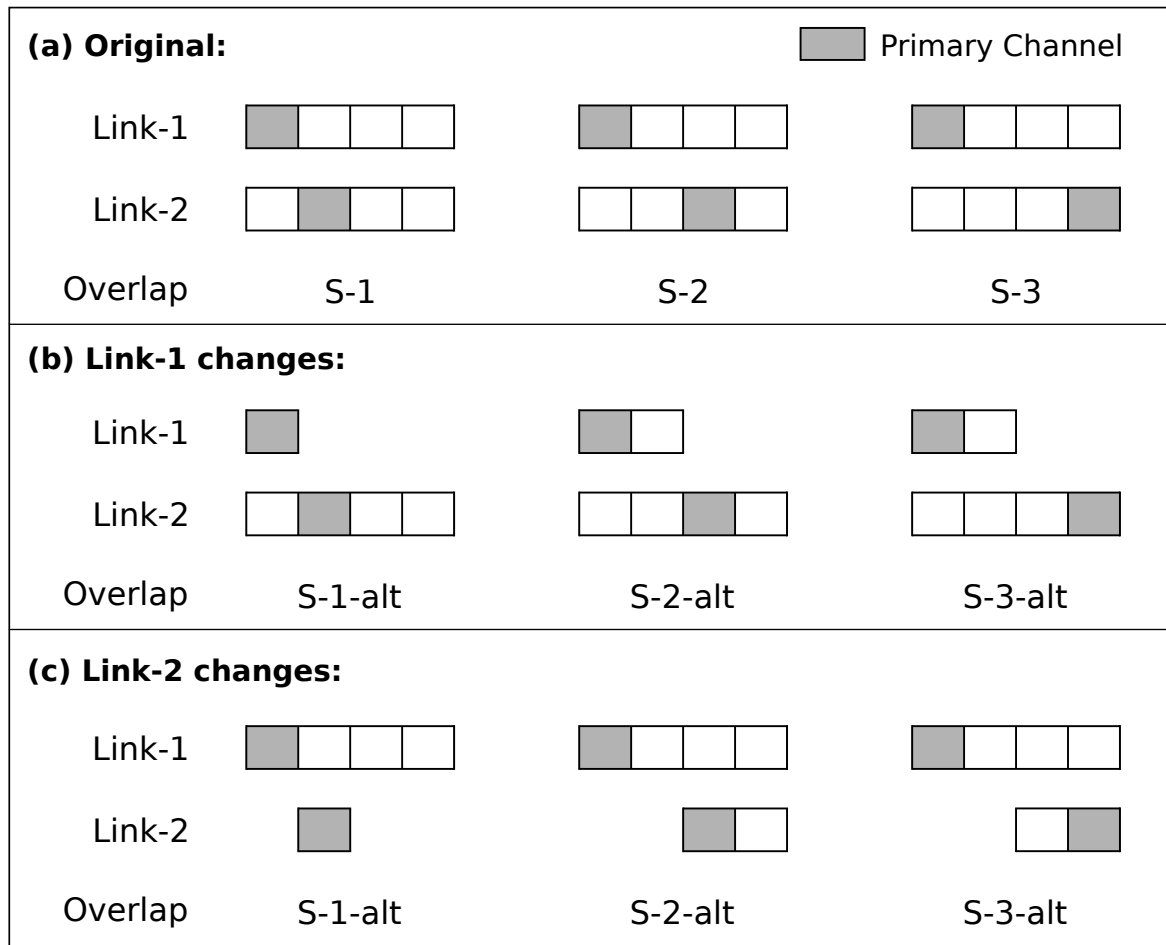 (a) Original:
Primary Channel
Link-1
Link-2
Overlap S-1 S-2 S-3
(b) Link-1 changes:
Link-1
Link-2
Overlap S-1-alt S-2-alt S-3-alt
(c) Link-2 changes:
Link-1
Link-2
Overlap S-1-alt S-2-alt S-3-alt